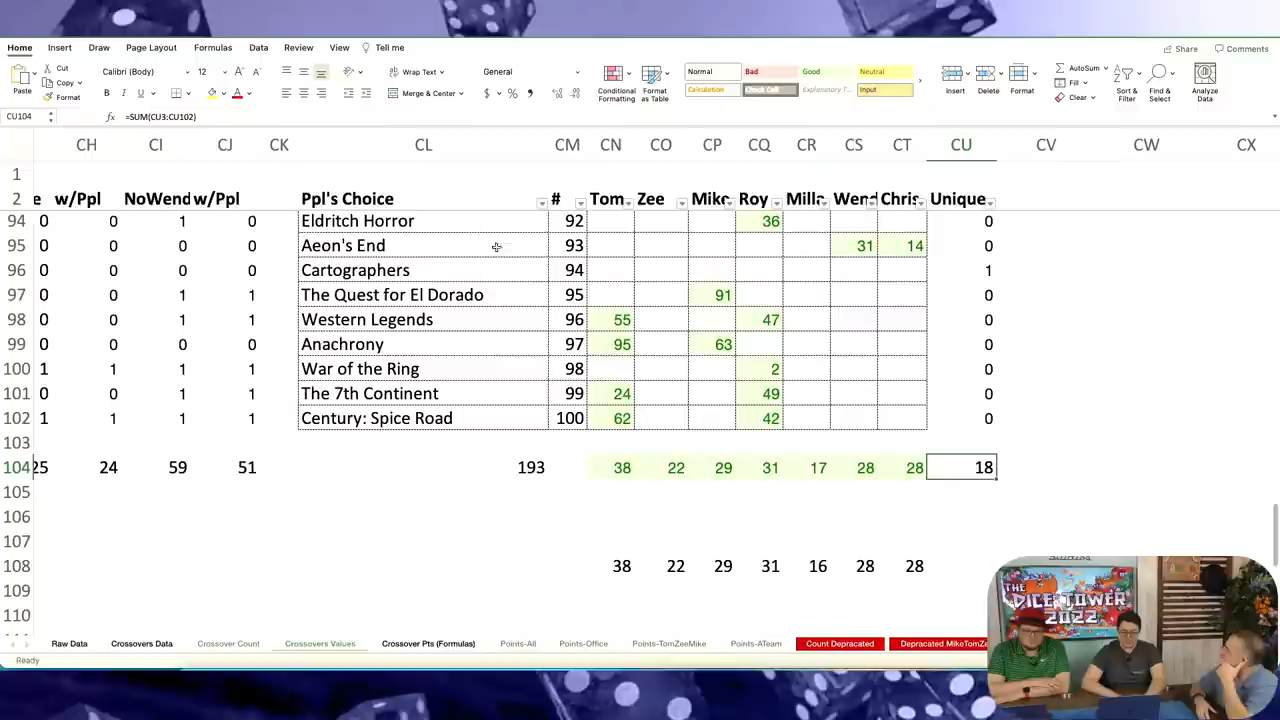 Home Insert Draw Page Layout Formulas Data Review View Tell me Share Comments
Paste Cut Copy Format
Calibri (Body) 12 Wrap Text General Merge & Center
Conditional Formatting Format as Table
Normal Bad Good Neutral
Calculation Check Cell Explanatory T... Input
Insert Delete Format AutoSum Fill Clear Sort & Filter Find & Select Analyze Data
CU104 fx =SUM(CU3:CU102)
CH CI CJ CK CL CM CN CO CP CQ CR CS CT CU CV CW CX
1
2 e w/Ppl NoWend w/Ppl Ppl's Choice # Tom Zee Mike Roy Wend Chris Unique
94 0 0 1 0 Eldritch Horror 92 36 0
95 0 0 0 0 Aeon's End 93 31 14 0
96 0 0 0 0 Cartographers 94 1
97 0 0 1 1 The Quest for El Dorado 95 91 0
98 0 0 1 1 Western Legends 96 55 47 0
99 0 0 0 0 Anachrony 97 95 63 0
100 1 1 1 1 War of the Ring 98 2 0
101 0 0 1 1 The 7th Continent 99 24 49 0
102 1 1 1 1 Century: Spice Road 100 62 42 0
103
104 25 24 59 51 193 38 22 29 31 17 28 28 18
105
106
107
108 38 22 29 31 16 28 28
109
110
Raw Data Crossovers Data Crossover Count Crossovers Values Crossover Pts (Formulas) Points-All Points-Office Points-TomZeeMike Points-ATeam Count Depracated Depracated MikeTomZe
Ready
THE
DICE TOWER
2022